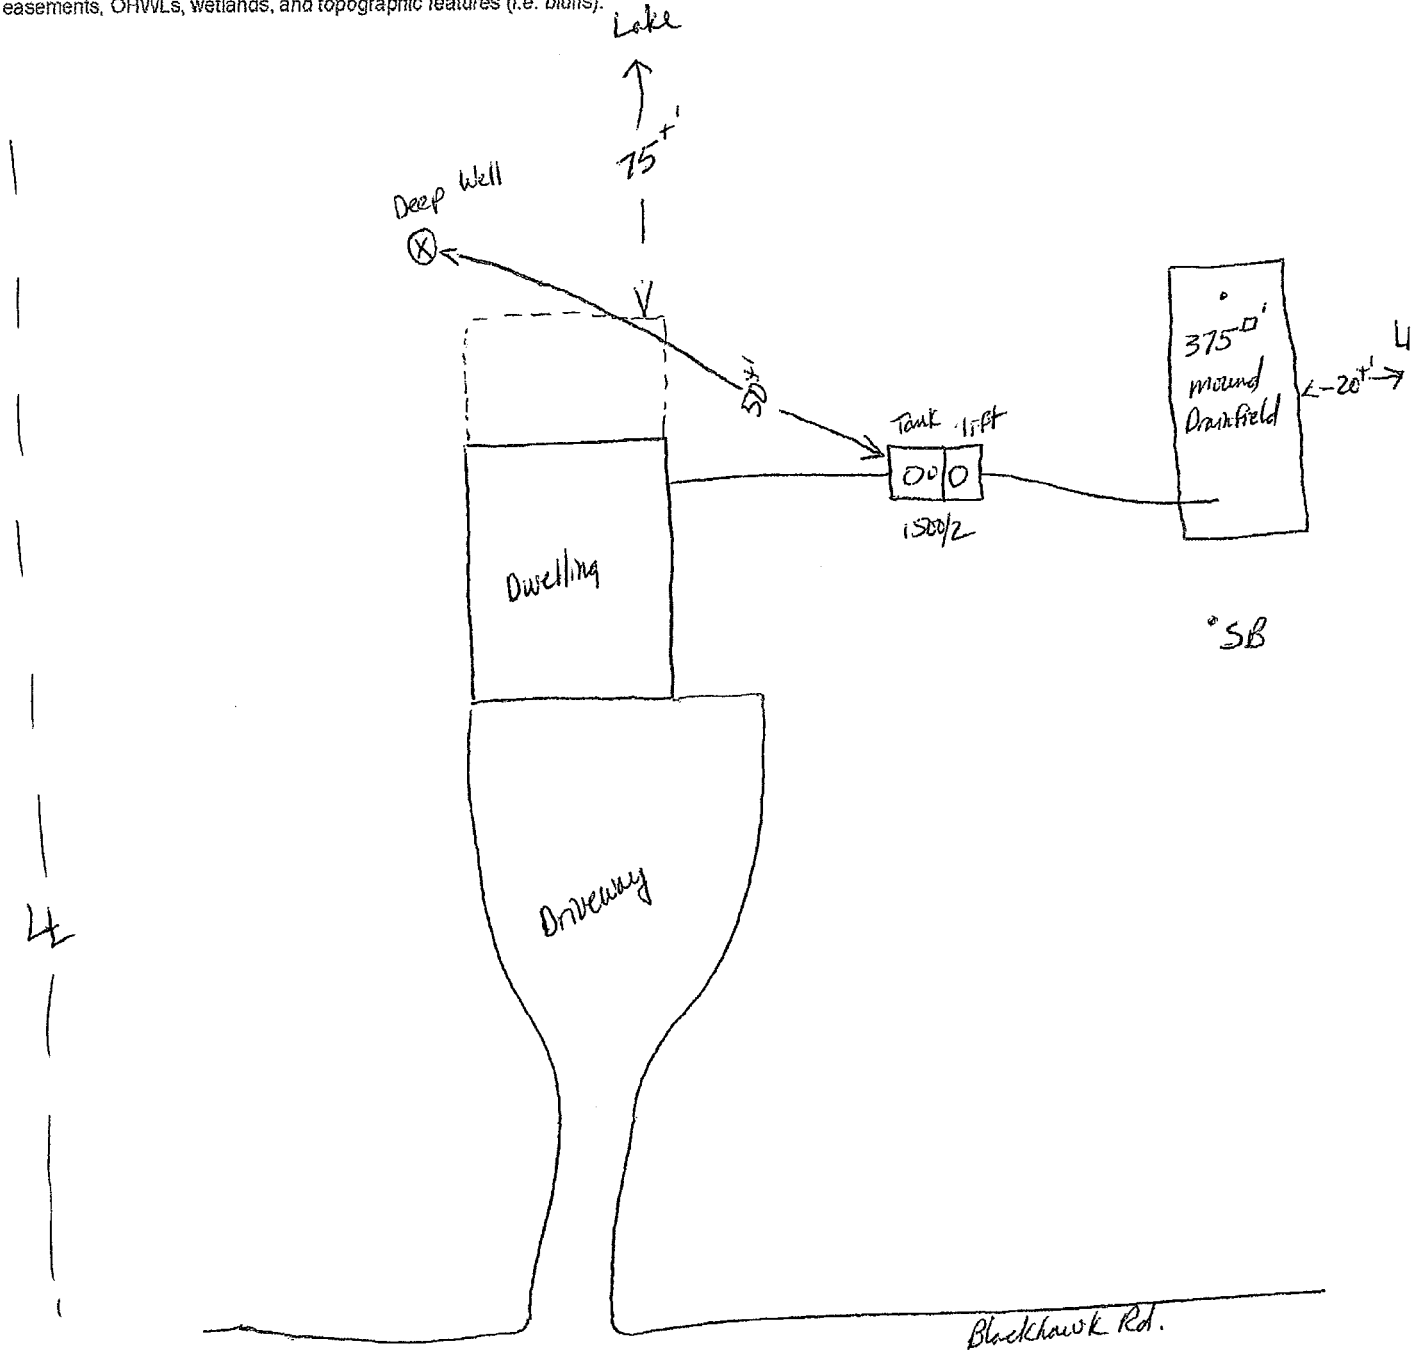 easements, OHWLs, wetlands, and topographic features (i.e. bluffs).
Lake
75+'
Deep Well
X
50+'
375□'
mound
Drainfield
←20+'→
Tank lift
1500/2
Dwelling
SB
Driveway
Blackhawk Rd.